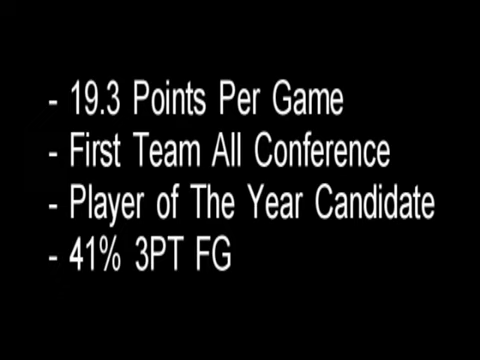 - 19.3 Points Per Game
- First Team All Conference
- Player of The Year Candidate
- 41% 3PT FG